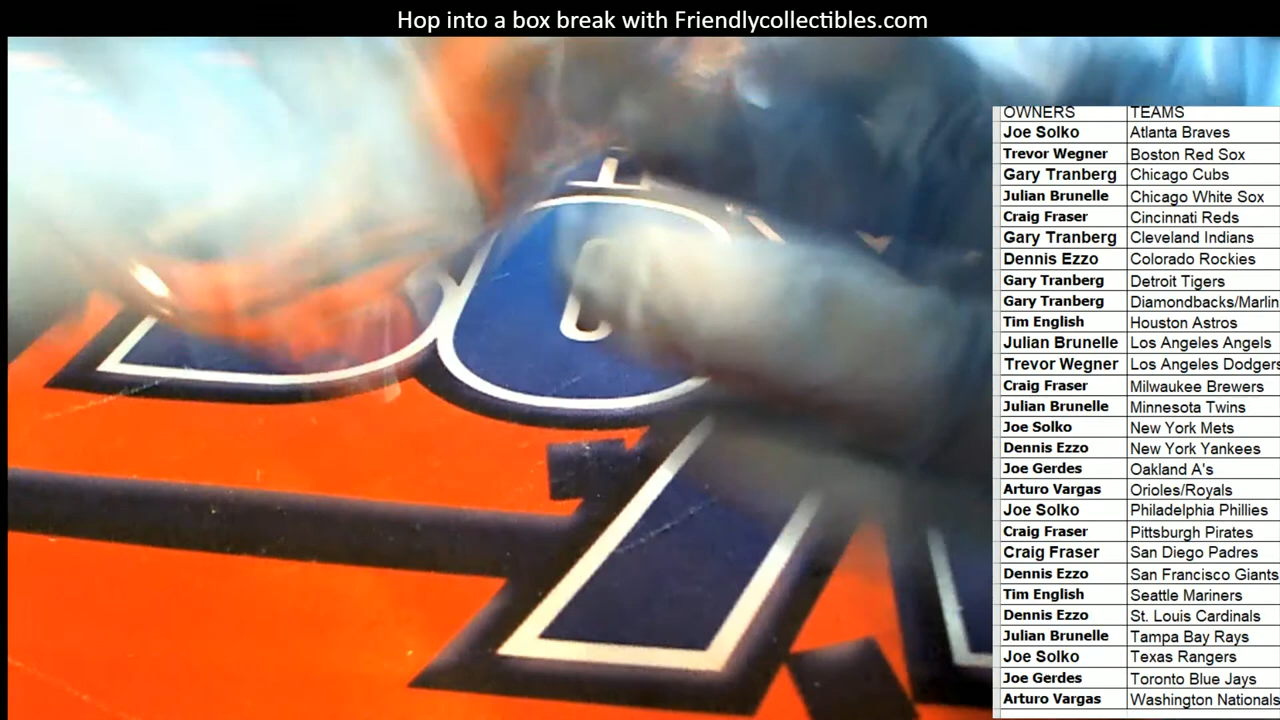 Hop into a box break with Friendlycollectibles.com
OWNERS TEAMS
Joe Solko Atlanta Braves
Trevor Wegner Boston Red Sox
Gary Tranberg Chicago Cubs
Julian Brunelle Chicago White Sox
Craig Fraser Cincinnati Reds
Gary Tranberg Cleveland Indians
Dennis Ezzo Colorado Rockies
Gary Tranberg Detroit Tigers
Gary Tranberg Diamondbacks/Marlin
Tim English Houston Astros
Julian Brunelle Los Angeles Angels
Trevor Wegner Los Angeles Dodgers
Craig Fraser Milwaukee Brewers
Julian Brunelle Minnesota Twins
Joe Solko New York Mets
Dennis Ezzo New York Yankees
Joe Gerdes Oakland A's
Arturo Vargas Orioles/Royals
Joe Solko Philadelphia Phillies
Craig Fraser Pittsburgh Pirates
Craig Fraser San Diego Padres
Dennis Ezzo San Francisco Giants
Tim English Seattle Mariners
Dennis Ezzo St. Louis Cardinals
Julian Brunelle Tampa Bay Rays
Joe Solko Texas Rangers
Joe Gerdes Toronto Blue Jays
Arturo Vargas Washington Nationals